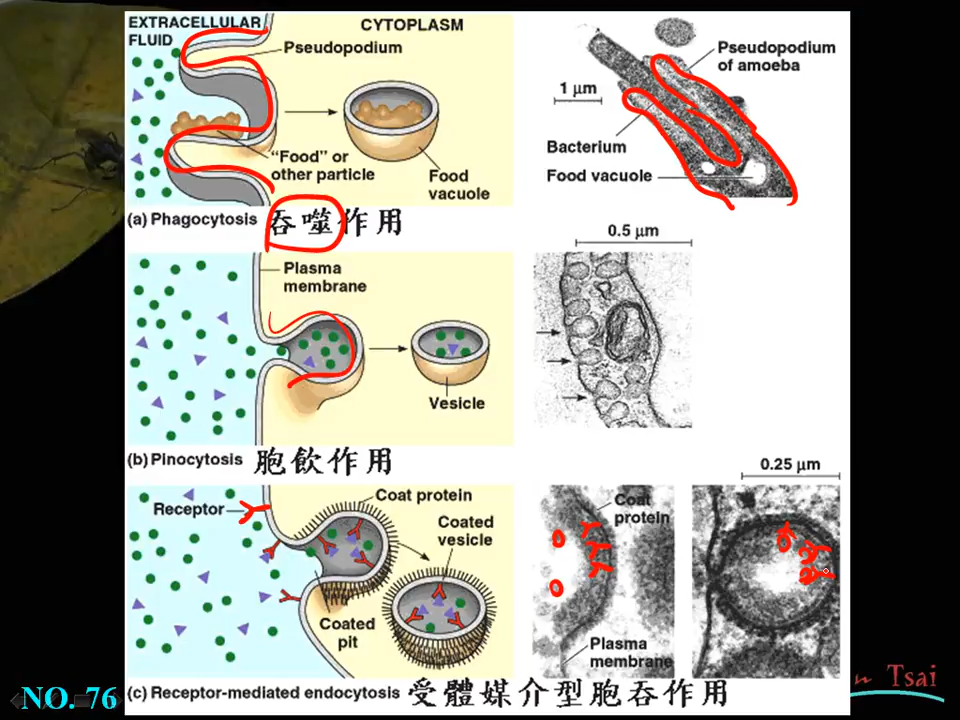 EXTRACELLULAR
FLUID
CYTOPLASM
Pseudopodium
"Food" or
other particle
Food
vacuole
Pseudopodium
of amoeba
1 µm
Bacterium
Food vacuole
(a) Phagocytosis 吞噬作用
0.5 µm
Plasma
membrane
Vesicle
(b) Pinocytosis 胞飲作用
0.25 µm
Receptor
Coat protein
Coated
vesicle
Coated
pit
Coat
protein
Plasma
membrane
(c) Receptor-mediated endocytosis 受體媒介型胞吞作用
NO. 76
Tsai